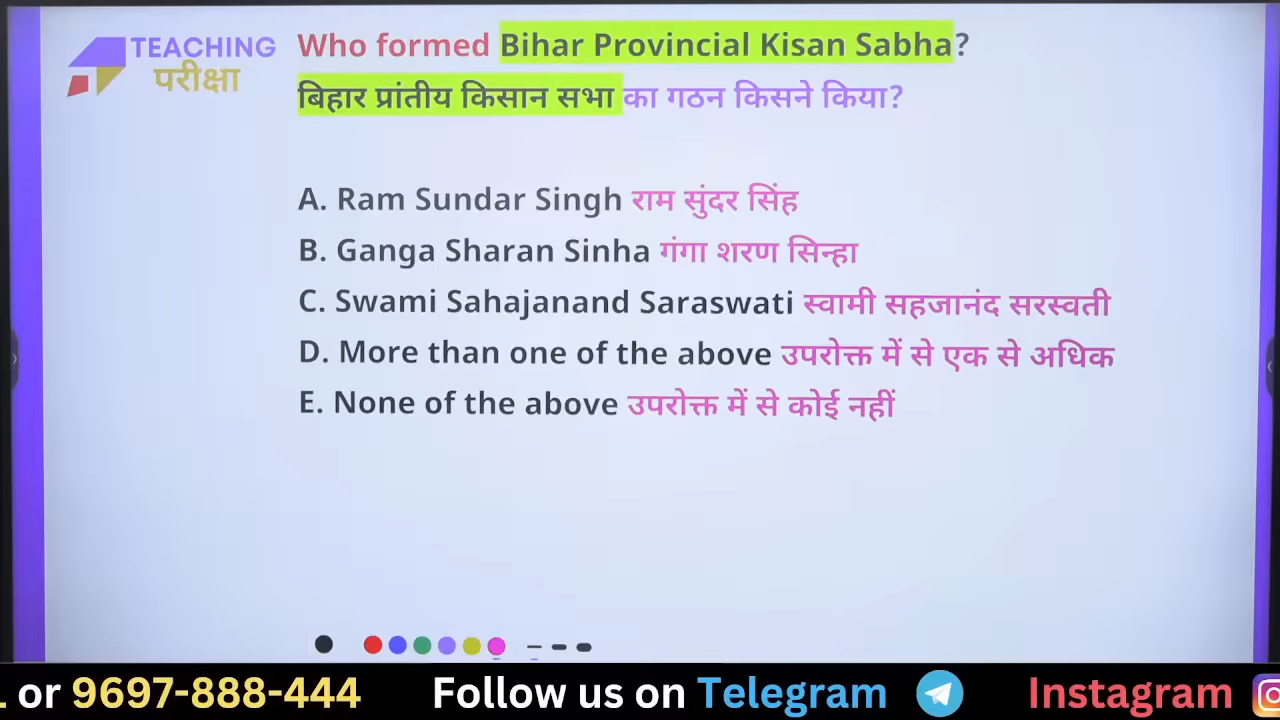 TEACHING
परीक्षा
Who formed Bihar Provincial Kisan Sabha?
बिहार प्रांतीय किसान सभा का गठन किसने किया?
A. Ram Sundar Singh राम सुंदर सिंह
B. Ganga Sharan Sinha गंगा शरण सिन्हा
C. Swami Sahajanand Saraswati स्वामी सहजानंद सरस्वती
D. More than one of the above उपरोक्त में से एक से अधिक
E. None of the above उपरोक्त में से कोई नहीं
or 9697-888-444 Follow us on Telegram Instagram